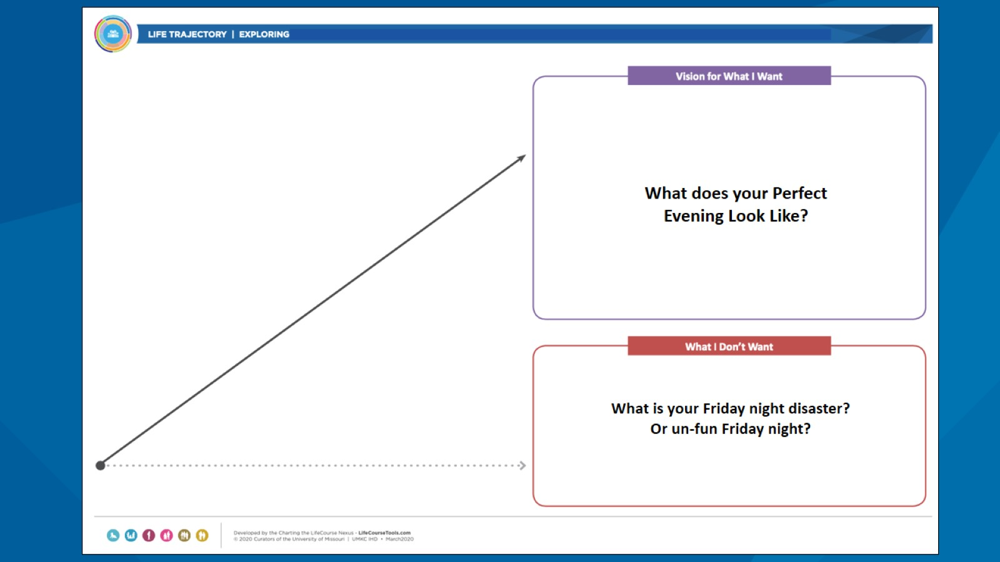 LIFE TRAJECTORY | EXPLORING
Vision for What I Want
What does your Perfect
Evening Look Like?
What I Don't Want
What is your Friday night disaster?
Or un-fun Friday night?
Developed by the Charting the LifeCourse Nexus - LifeCourseTools.com
© 2020 Curators of the University of Missouri | UMKC IHD • March2020